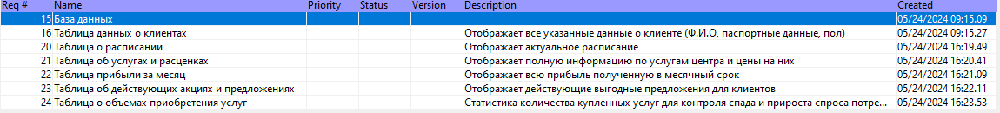 Req # Name Priority Status Version Description Created
15 База данных 05/24/2024 09:15.09
16 Таблица данных о клиентах Отображает все указанные данные о клиенте (Ф.И.О, паспортные данные, пол) 05/24/2024 09:15.27
20 Таблица о расписании Отображает актуальное расписание 05/24/2024 16:19.49
21 Таблица об услугах и расценках Отображает полную информацию по услугам центра и цены на них 05/24/2024 16:20.41
22 Таблица прибыли за месяц Отображает всю прибыль полученную в месячный срок 05/24/2024 16:21.09
23 Таблица об действующих акциях и предложениях Отображает действующие выгодные предложения для клиентов 05/24/2024 16:22.11
24 Таблица о объемах приобретения услуг Статистика количества купленных услуг для контроля спада и прироста спроса потре... 05/24/2024 16:23.53